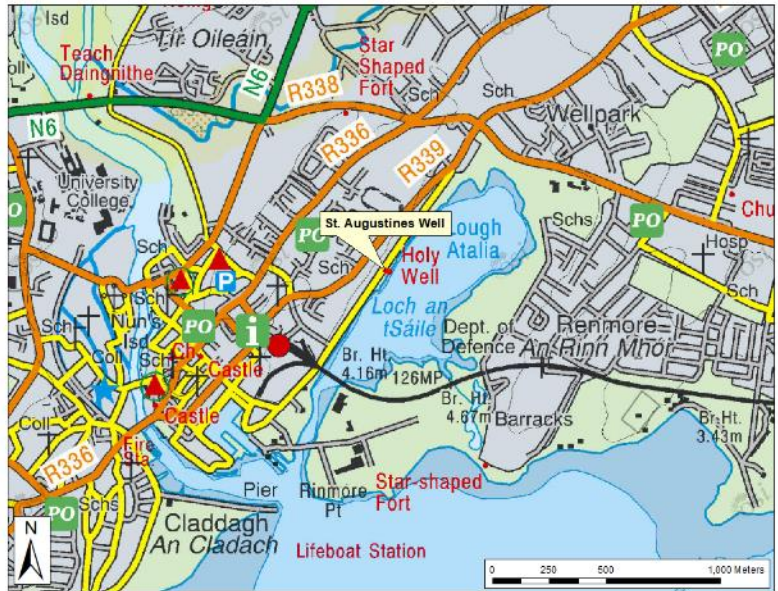 Isd
Tír Oileáin
Teach
Daingnithe
oll
N6
N6
R338
Star
Shaped
Fort
Sch
Sch
R336
R339
PO
Wellpark
University
College
O
Sch
PO
St. Augustines Well
Lough
Atalia
Holy
Well
Loch an
tSáile
Schs
PO
Chu
Hosp
Sch
Sch
P
Sch
Sch
Nun's
Isd
Coll
Sch
PO
i
Ch
Castle
Castle
Br. Ht.
4.16m
126MP
Dept. of
Defence
Renmore
An Rinn Mhór
Br. Ht.
4.67m
Barracks
Br. Ht.
3.43m
Coll
Fire
Sta
R336
PO
Schs
Pier
Rinmore
Pt
Star-shaped
Fort
Claddagh
An Cladach
Lifeboat Station
N
0 250 500 1,000 Meters